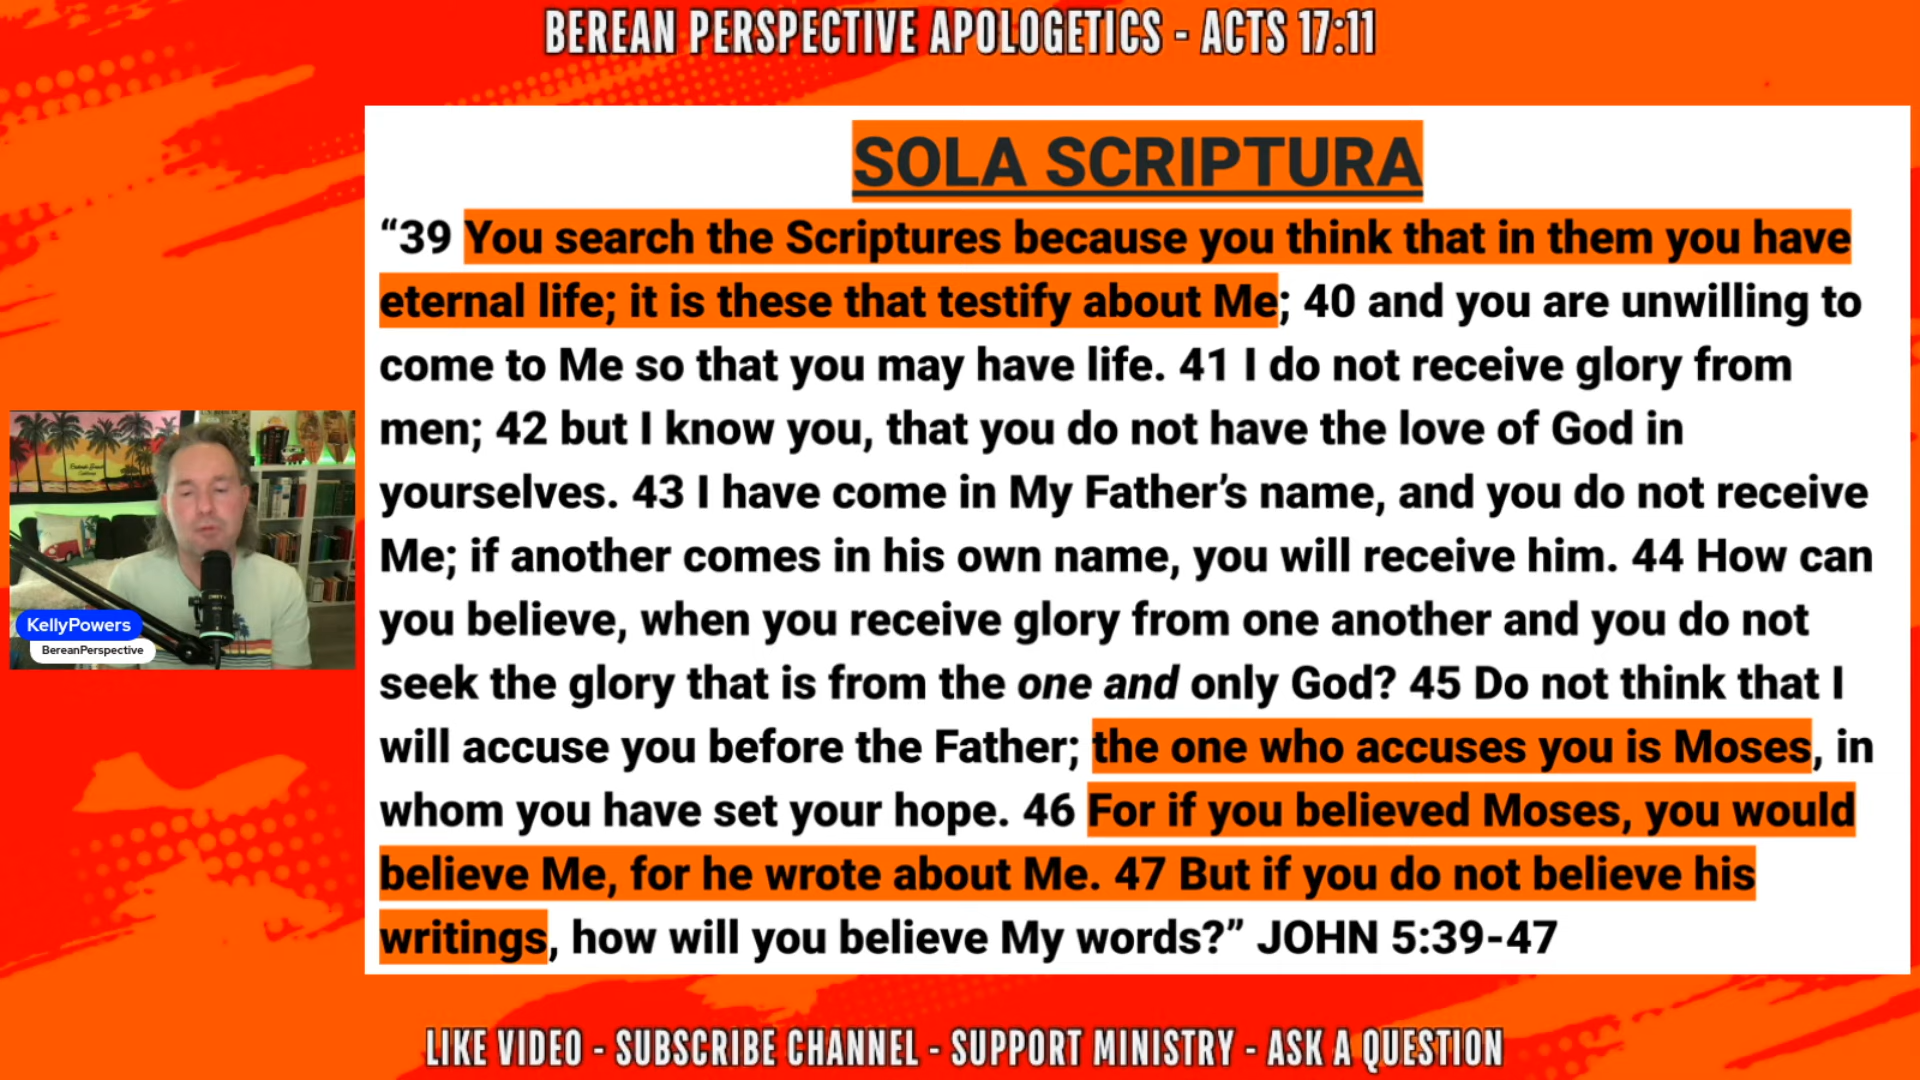 BEREAN PERSPECTIVE APOLOGETICS - ACTS 17:11
SOLA SCRIPTURA
“39 You search the Scriptures because you think that in them you have
eternal life; it is these that testify about Me; 40 and you are unwilling to
come to Me so that you may have life. 41 I do not receive glory from
men; 42 but I know you, that you do not have the love of God in
yourselves. 43 I have come in My Father’s name, and you do not receive
Me; if another comes in his own name, you will receive him. 44 How can
you believe, when you receive glory from one another and you do not
seek the glory that is from the one and only God? 45 Do not think that I
will accuse you before the Father; the one who accuses you is Moses, in
whom you have set your hope. 46 For if you believed Moses, you would
believe Me, for he wrote about Me. 47 But if you do not believe his
writings, how will you believe My words?” JOHN 5:39-47
KellyPowers
BereanPerspective
LIKE VIDEO - SUBSCRIBE CHANNEL - SUPPORT MINISTRY - ASK A QUESTION